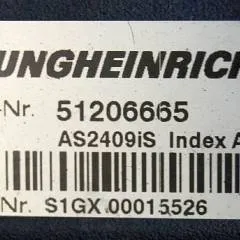 UNGHEINRICH
-Nr. 51206665
AS2409iS Index A
Nr. S1GX.00015526